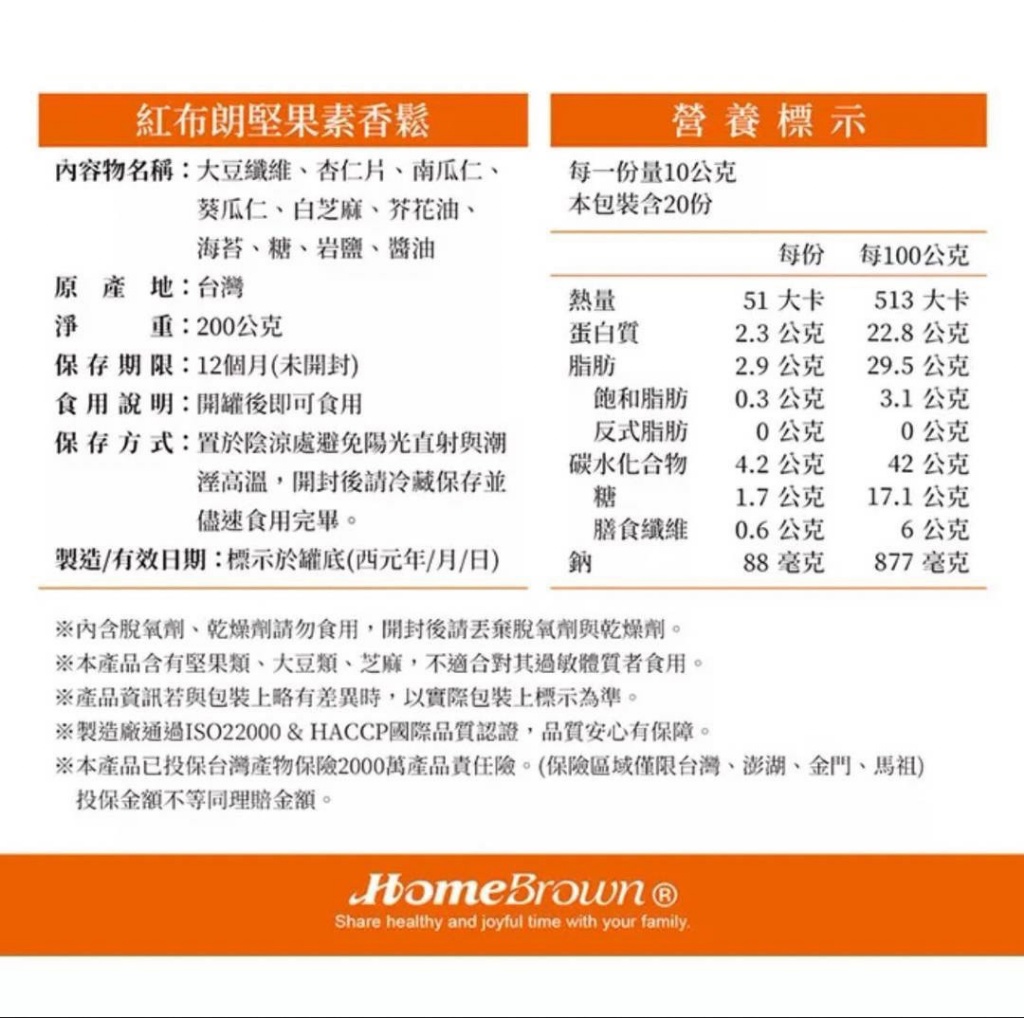 紅布朗堅果素香鬆
內容物名稱：大豆纖維、杏仁片、南瓜仁、
葵瓜仁、白芝麻、芥花油、
海苔、糖、岩鹽、醬油
原產地：台灣
淨重：200公克
保存期限：12個月(未開封)
食用說明：開罐後即可食用
保存方式：置於陰涼處避免陽光直射與潮
溼高溫，開封後請冷藏保存並
儘速食用完畢。
製造/有效日期：標示於罐底(西元年/月/日)
營養標示
每一份量10公克
本包裝含20份
每份 每100公克
熱量 51 大卡 513 大卡
蛋白質 2.3 公克 22.8 公克
脂肪 2.9 公克 29.5 公克
飽和脂肪 0.3 公克 3.1 公克
反式脂肪 0 公克 0 公克
碳水化合物 4.2 公克 42 公克
糖 1.7 公克 17.1 公克
膳食纖維 0.6 公克 6 公克
鈉 88 毫克 877 毫克
※內含脫氧劑、乾燥劑請勿食用，開封後請丟棄脫氧劑與乾燥劑。
※本產品含有堅果類、大豆類、芝麻，不適合對其過敏體質者食用。
※產品資訊若與包裝上略有差異時，以實際包裝上標示為準。
※製造廠通過ISO22000 & HACCP國際品質認證，品質安心有保障。
※本產品已投保台灣產物保險2000萬產品責任險。(保險區域僅限台灣、澎湖、金門、馬祖)
投保金額不等同理賠金額。
HomeBrown®
Share healthy and joyful time with your family.